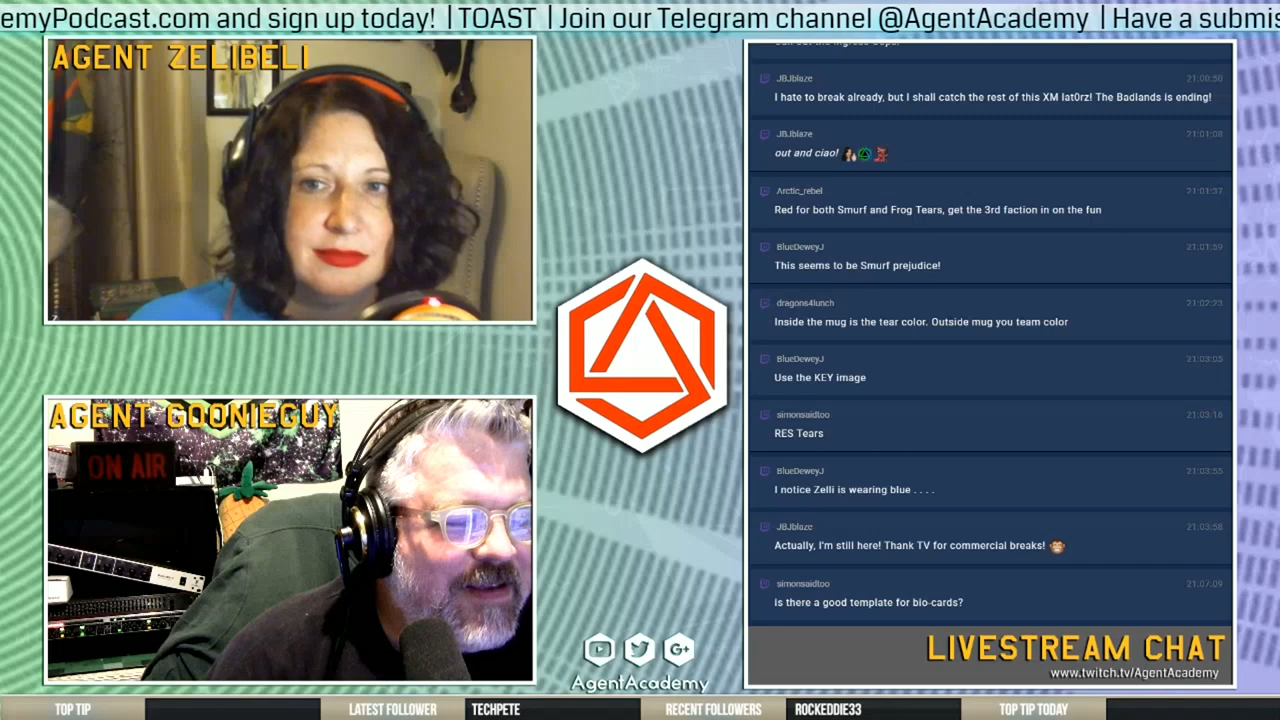 emyPodcast.com and sign up today! | TOAST | Join our Telegram channel @AgentAcademy | Have a submis
AGENT ZELIBELI
AGENT GOONIEGUY
ON AIR
AgentAcademy
JBJblaze 21:00:50
I hate to break already, but I shall catch the rest of this XM lat0rz! The Badlands is ending!
JBJblaze 21:01:08
out and ciao!
Arctic_rebel 21:01:37
Red for both Smurf and Frog Tears, get the 3rd faction in on the fun
BlueDeweyJ 21:01:59
This seems to be Smurf prejudice!
dragons4lunch 21:02:23
Inside the mug is the tear color. Outside mug you team color
BlueDeweyJ 21:03:05
Use the KEY image
simonsaidtoo 21:03:16
RES Tears
BlueDeweyJ 21:03:55
I notice Zelli is wearing blue . . . .
JBJblaze 21:03:58
Actually, I'm still here! Thank TV for commercial breaks!
simonsaidtoo 21:07:09
is there a good template for bio-cards?
LIVESTREAM CHAT
www.twitch.tv/AgentAcademy
TOP TIP LATEST FOLLOWER TECHPETE RECENT FOLLOWERS ROCKEDDIE33 TOP TIP TODAY